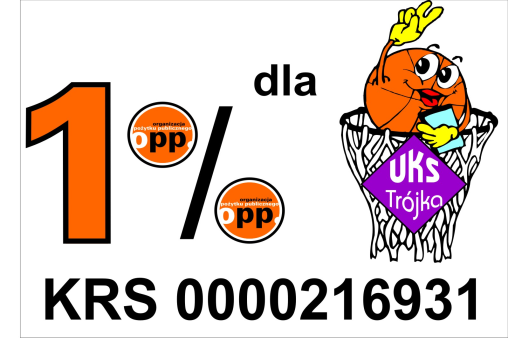 1%
dla
organizacja
pożytku publicznego
opp.
organizacja
pożytku publicznego
opp.
UKS
Trójka
KRS 0000216931